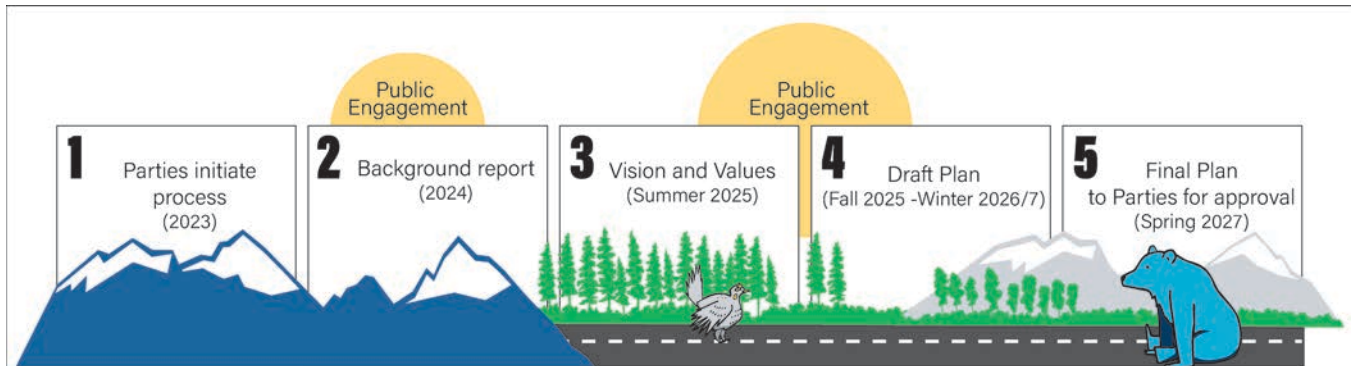 Public
Engagement
Public
Engagement
1
Parties initiate
process
(2023)
2
Background report
(2024)
3
Vision and Values
(Summer 2025)
4
Draft Plan
(Fall 2025 -Winter 2026/7)
5
Final Plan
to Parties for approval
(Spring 2027)